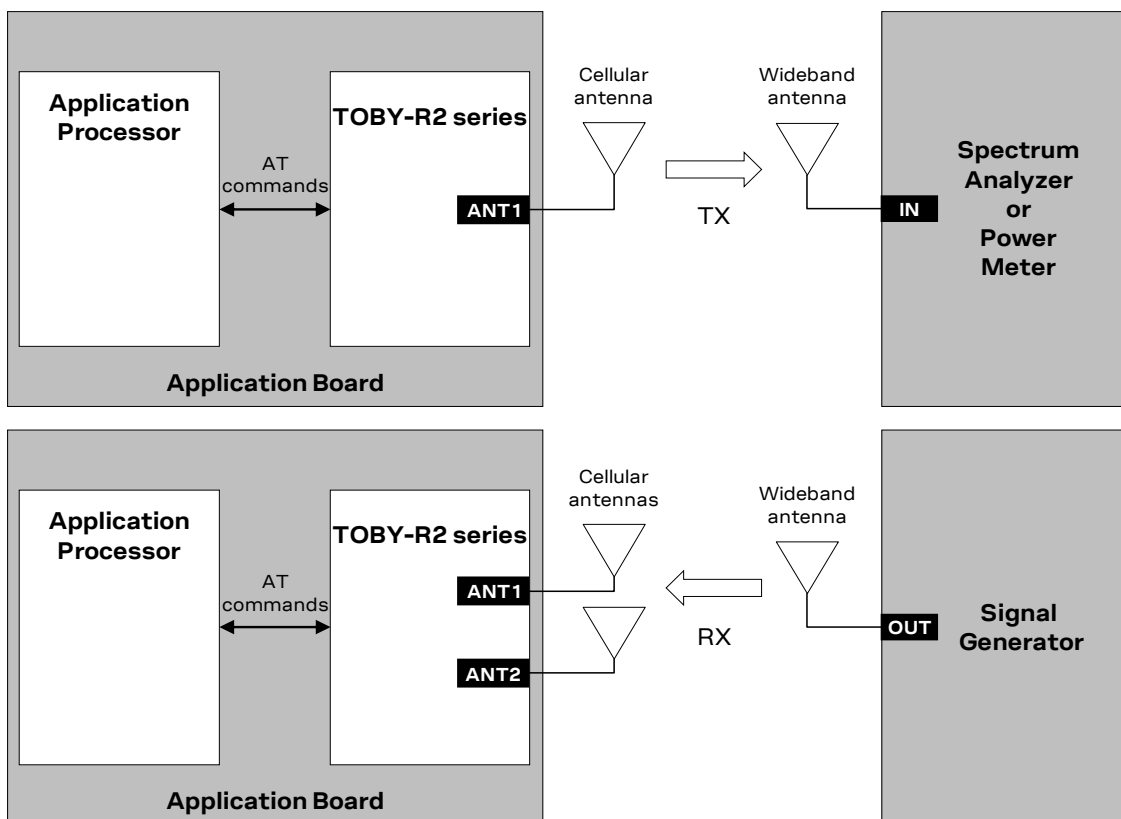 Application
Processor
AT
commands
TOBY-R2 series
ANT1
Application Board
Cellular
antenna
TX
Wideband
antenna
IN
Spectrum
Analyzer
or
Power
Meter
Application
Processor
AT
commands
TOBY-R2 series
ANT1
ANT2
Application Board
Cellular
antennas
RX
Wideband
antenna
OUT
Signal
Generator